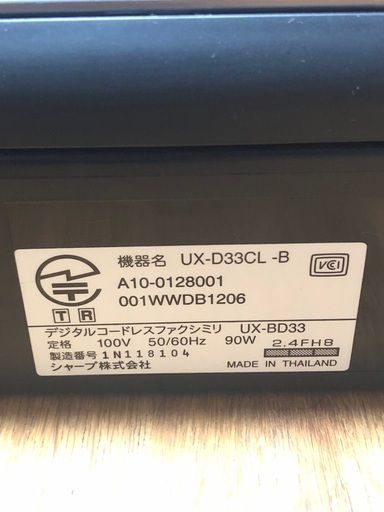 機器名 UX-D33CL -B
VCCI
A10-0128001
001WWDB1206
T R
デジタルコードレスファクシミリ UX-BD33
定格 100V 50/60Hz 90W 2.4FH8
製造番号 1N118104
シャープ株式会社 MADE IN THAILAND